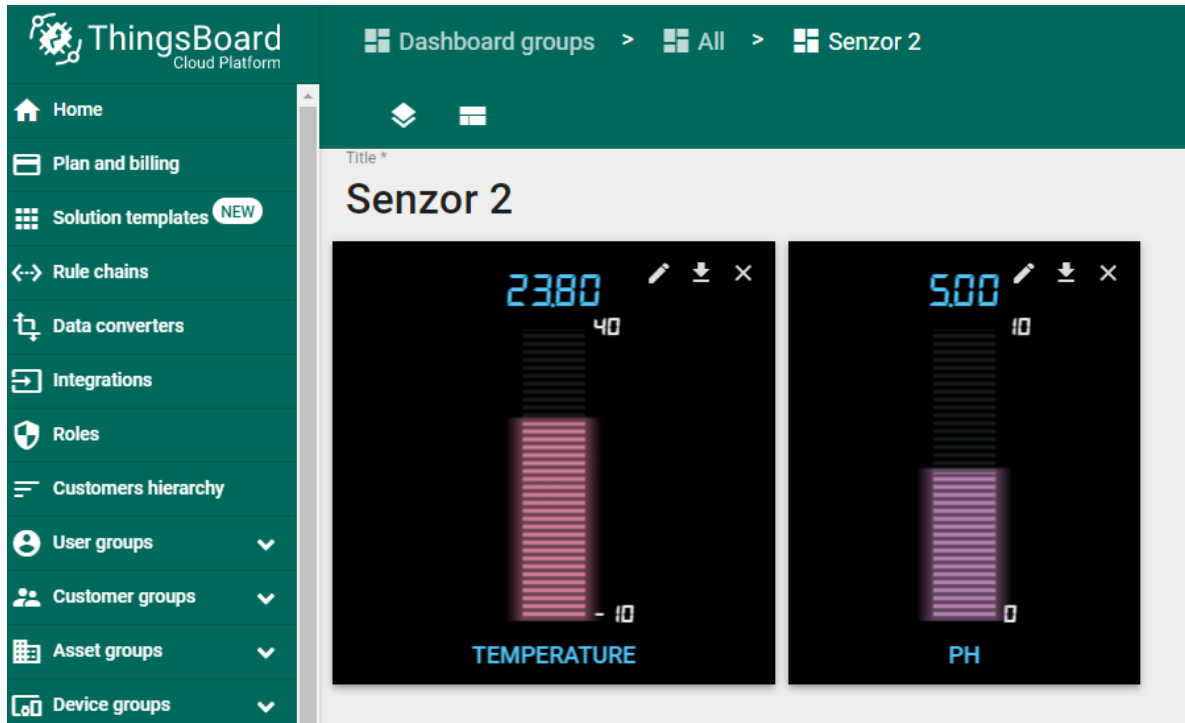 ThingsBoard
Cloud Platform
Dashboard groups > All > Senzor 2
Home
Plan and billing
Solution templates NEW
Rule chains
Data converters
Integrations
Roles
Customers hierarchy
User groups
Customer groups
Asset groups
Device groups
Title *
Senzor 2
23.80
40
- 10
TEMPERATURE
5.00
10
0
PH